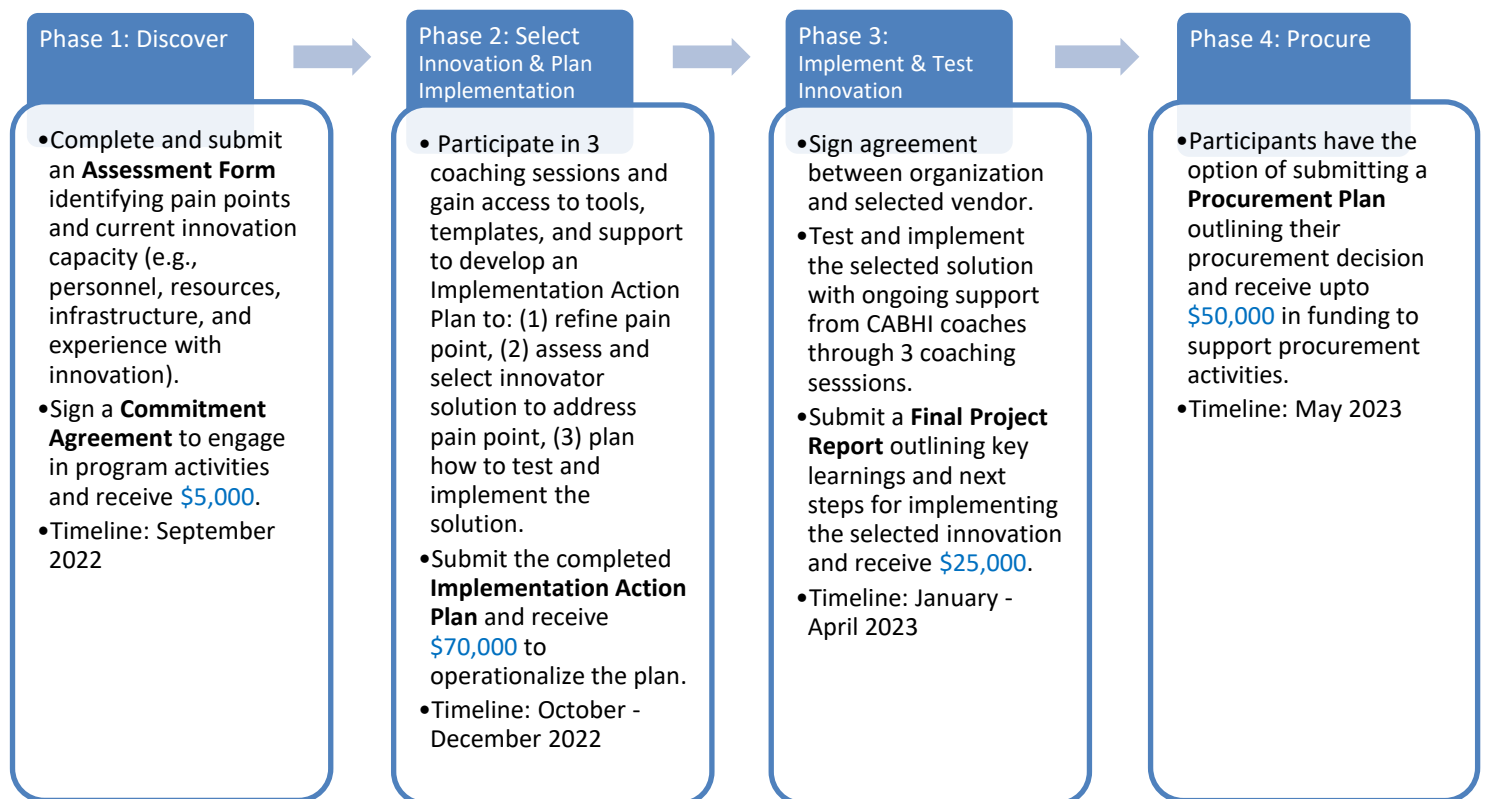 Phase 1: Discover
•Complete and submit
an Assessment Form
identifying pain points
and current innovation
capacity (e.g.,
personnel, resources,
infrastructure, and
experience with
innovation).
•Sign a Commitment
Agreement to engage
in program activities
and receive $5,000.
•Timeline: September
2022
Phase 2: Select
Innovation & Plan
Implementation
• Participate in 3
coaching sessions and
gain access to tools,
templates, and support
to develop an
Implementation Action
Plan to: (1) refine pain
point, (2) assess and
select innovator
solution to address
pain point, (3) plan
how to test and
implement the
solution.
•Submit the completed
Implementation Action
Plan and receive
$70,000 to
operationalize the plan.
•Timeline: October -
December 2022
Phase 3:
Implement & Test
Innovation
•Sign agreement
between organization
and selected vendor.
•Test and implement
the selected solution
with ongoing support
from CABHI coaches
through 3 coaching
sesssions.
•Submit a Final Project
Report outlining key
learnings and next
steps for implementing
the selected innovation
and receive $25,000.
•Timeline: January -
April 2023
Phase 4: Procure
•Participants have the
option of submitting a
Procurement Plan
outlining their
procurement decision
and receive upto
$50,000 in funding to
support procurement
activities.
•Timeline: May 2023